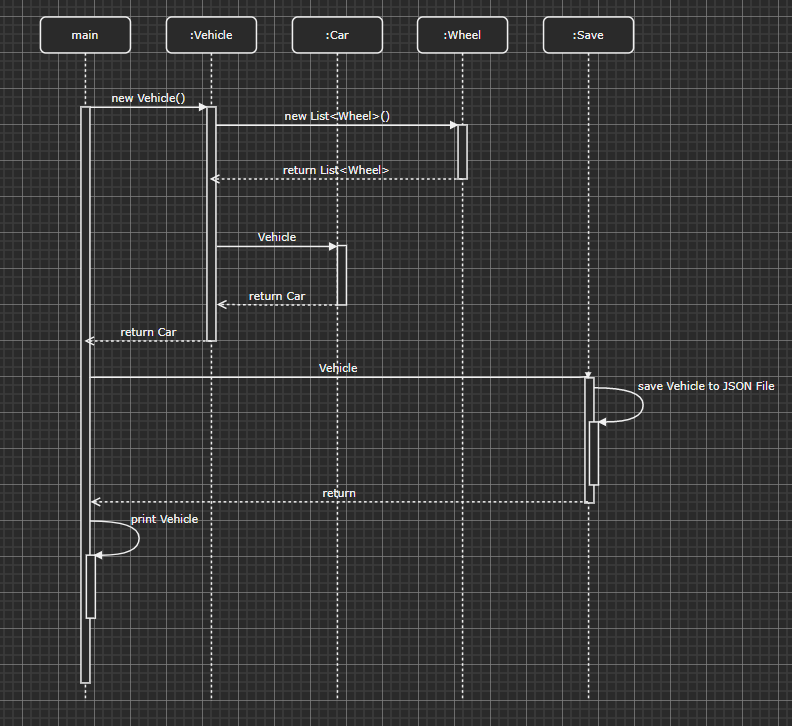 main
:Vehicle
:Car
:Wheel
:Save
new Vehicle()
new List<Wheel>()
return List<Wheel>
Vehicle
return Car
return Car
Vehicle
save Vehicle to JSON File
return
print Vehicle